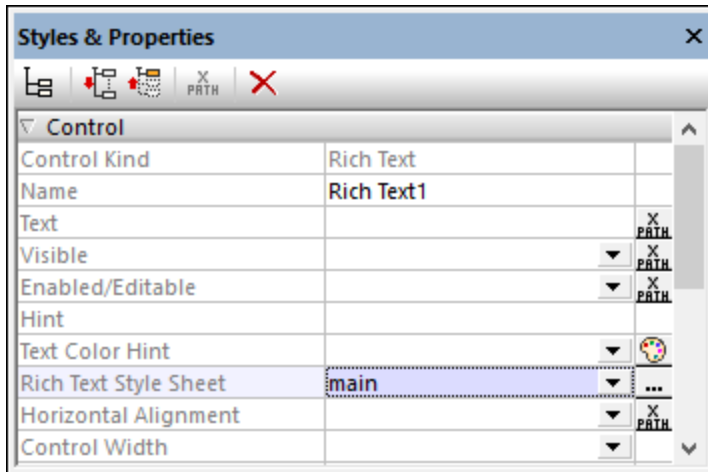 Styles & Properties
X PATH
Control
Control Kind Rich Text
Name Rich Text1
Text X PATH
Visible X PATH
Enabled/Editable X PATH
Hint
Text Color Hint
Rich Text Style Sheet main ...
Horizontal Alignment X PATH
Control Width